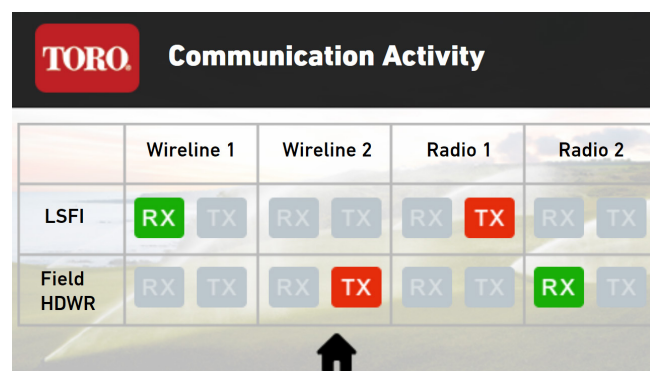 TORO. Communication Activity
Wireline 1 Wireline 2 Radio 1 Radio 2
LSFI RX TX RX TX RX TX RX TX
Field
HDWR RX TX RX TX RX TX RX TX